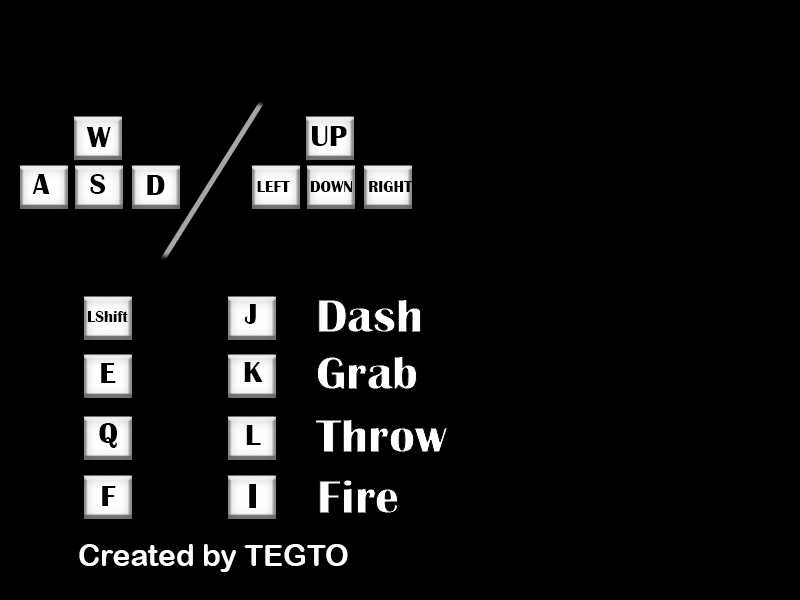 W UP
A S D LEFT DOWN RIGHT
LShift J Dash
E K Grab
Q L Throw
F I Fire
Created by TEGTO